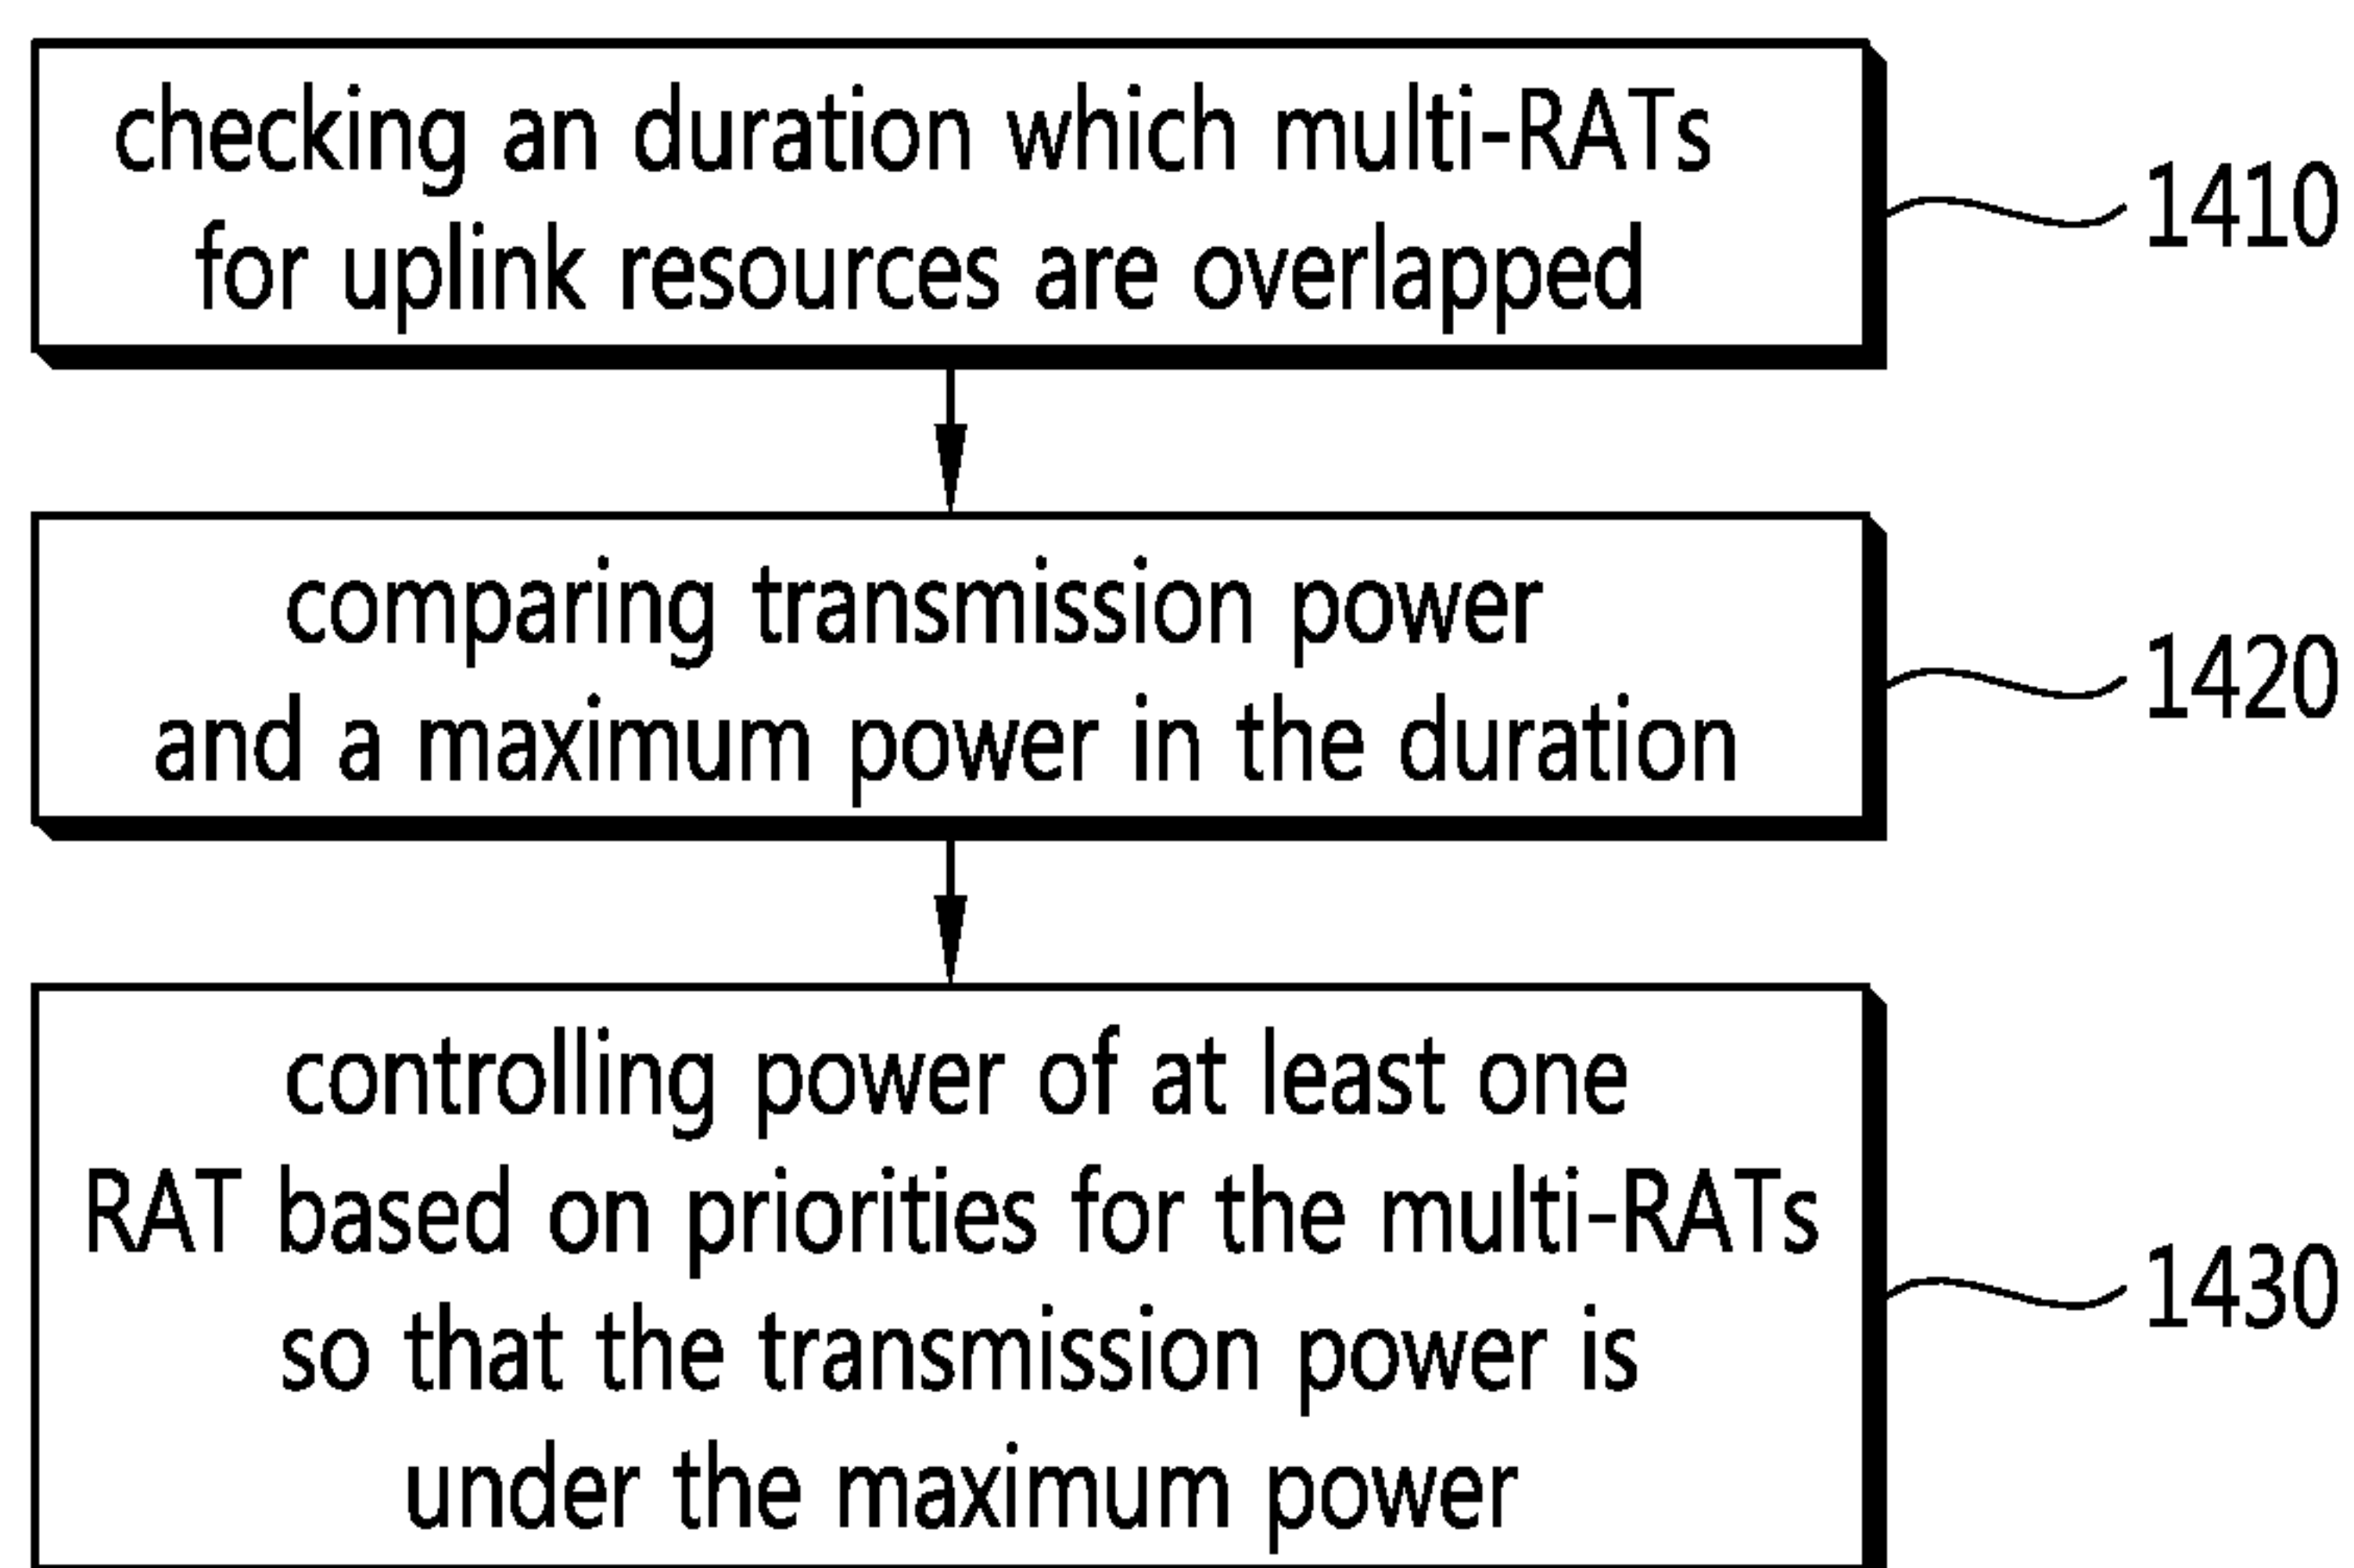 checking an duration which multi-RATs
for uplink resources are overlapped
1410
comparing transmission power
and a maximum power in the duration
1420
controlling power of at least one
RAT based on priorities for the multi-RATs
so that the transmission power is
under the maximum power
1430